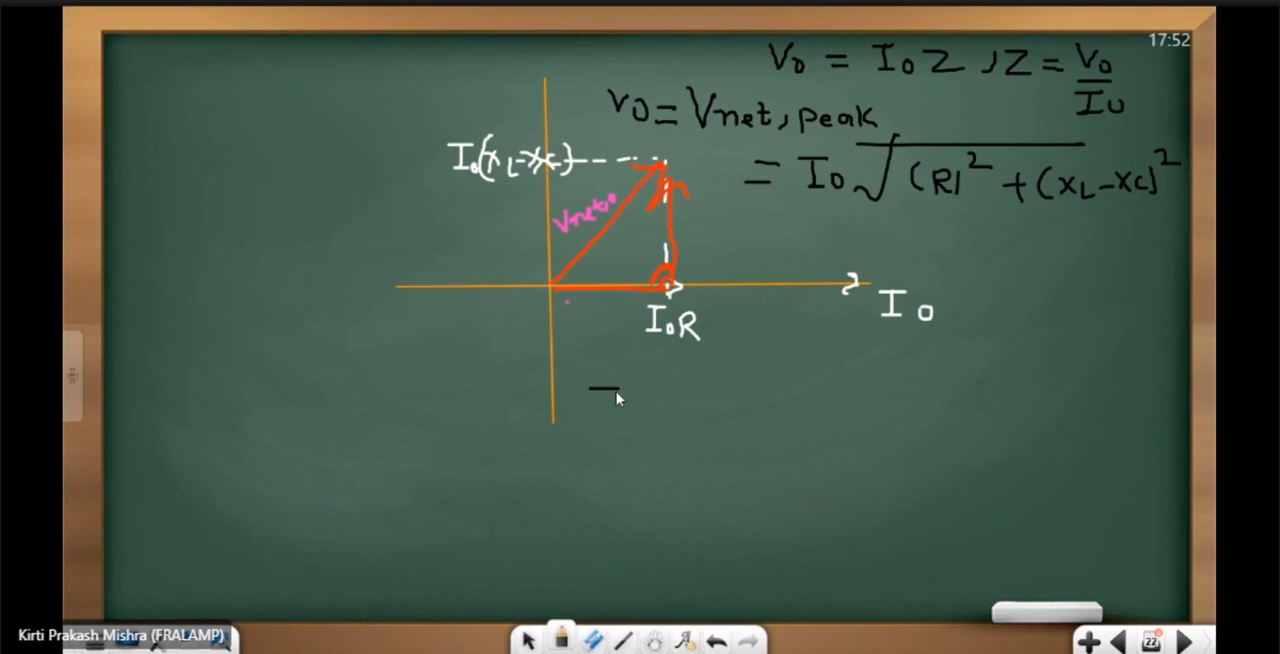 17:52
V0 = I0 Z , Z = V0/I0
V0 = Vnet, peak
= I0 √(R)² + (XL-XC)²
I0(XL-XC)
I0
I0R
22
Kirti Prakash Mishra (FRALAMP)